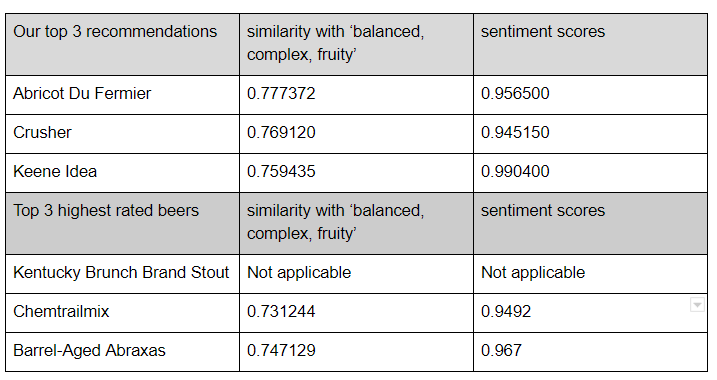 Our top 3 recommendations similarity with ‘balanced, complex, fruity’ sentiment scores
Abricot Du Fermier 0.777372 0.956500
Crusher 0.769120 0.945150
Keene Idea 0.759435 0.990400
Top 3 highest rated beers similarity with ‘balanced, complex, fruity’ sentiment scores
Kentucky Brunch Brand Stout Not applicable Not applicable
Chemtrailmix 0.731244 0.9492
Barrel-Aged Abraxas 0.747129 0.967